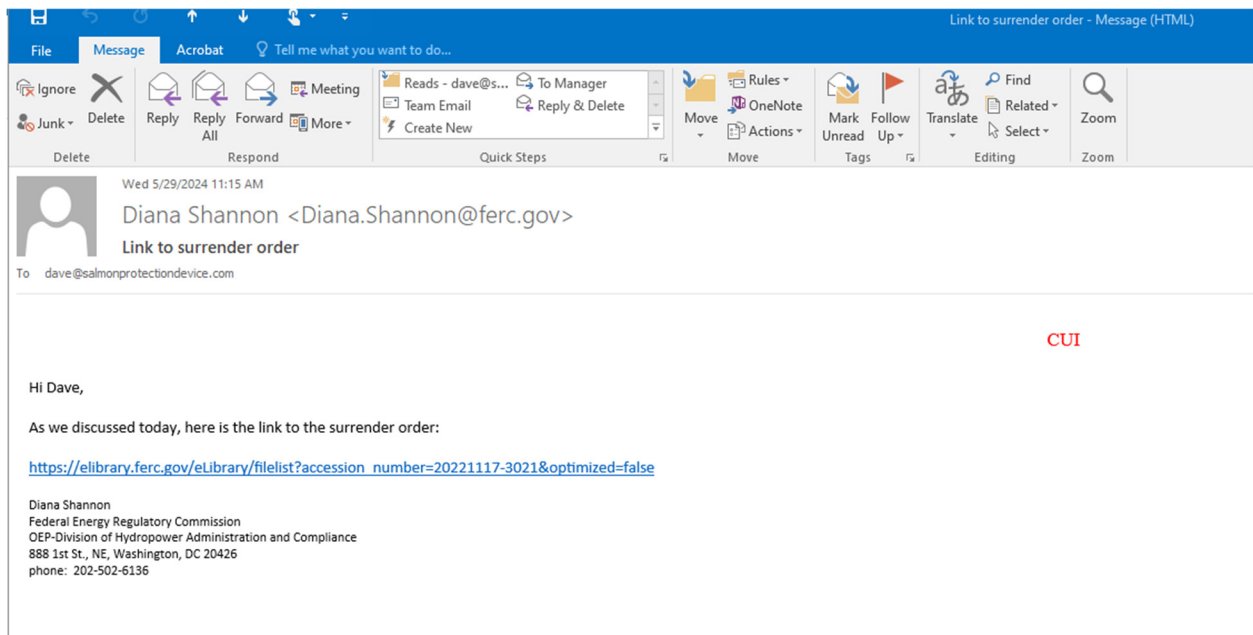 Link to surrender order - Message (HTML)
File Message Acrobat Tell me what you want to do...
Ignore
Junk
Delete
Reply
Reply All
Forward
Meeting
More
Reads - dave@s...
Team Email
Create New
To Manager
Reply & Delete
Move
Rules
OneNote
Actions
Mark Unread
Follow Up
Translate
Find
Related
Select
Zoom
Delete Respond Quick Steps Move Tags Editing Zoom
Wed 5/29/2024 11:15 AM
Diana Shannon <Diana.Shannon@ferc.gov>
Link to surrender order
To dave@salmonprotectiondevice.com
CUI
Hi Dave,
As we discussed today, here is the link to the surrender order:
https://elibrary.ferc.gov/eLibrary/filelist?accession_number=20221117-3021&optimized=false
Diana Shannon
Federal Energy Regulatory Commission
OEP-Division of Hydropower Administration and Compliance
888 1st St., NE, Washington, DC 20426
phone: 202-502-6136